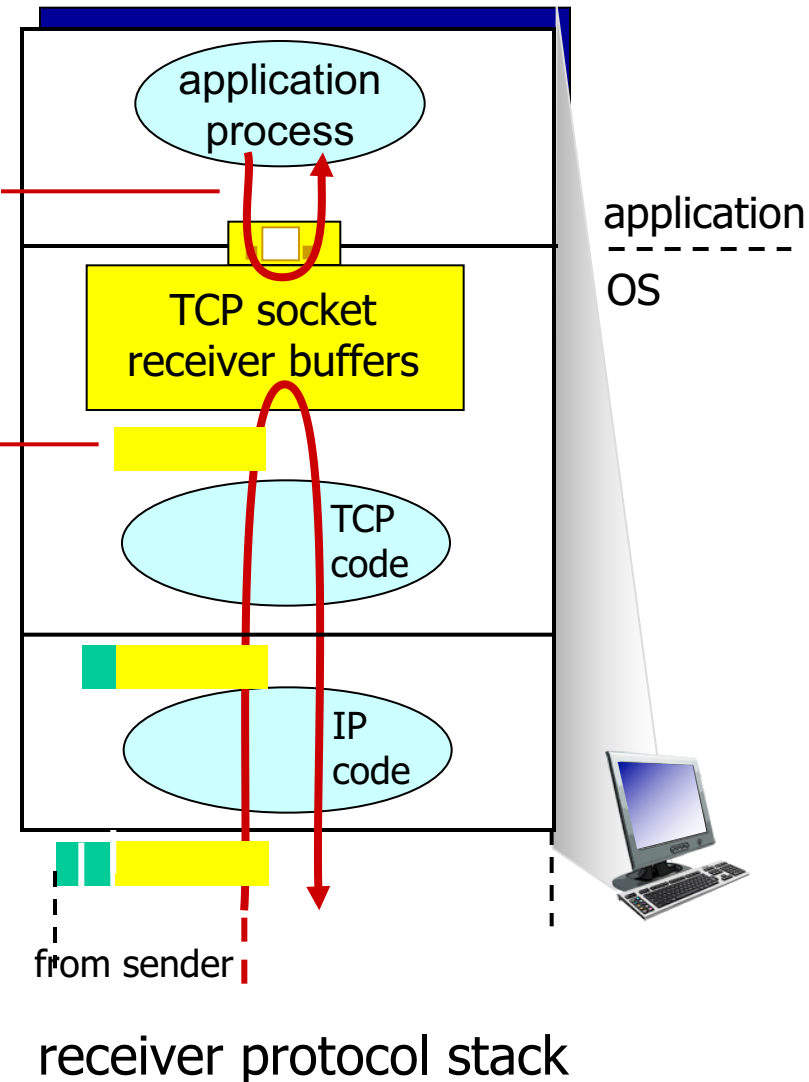 application
process
application
OS
TCP socket
receiver buffers
TCP
code
IP
code
from sender
receiver protocol stack